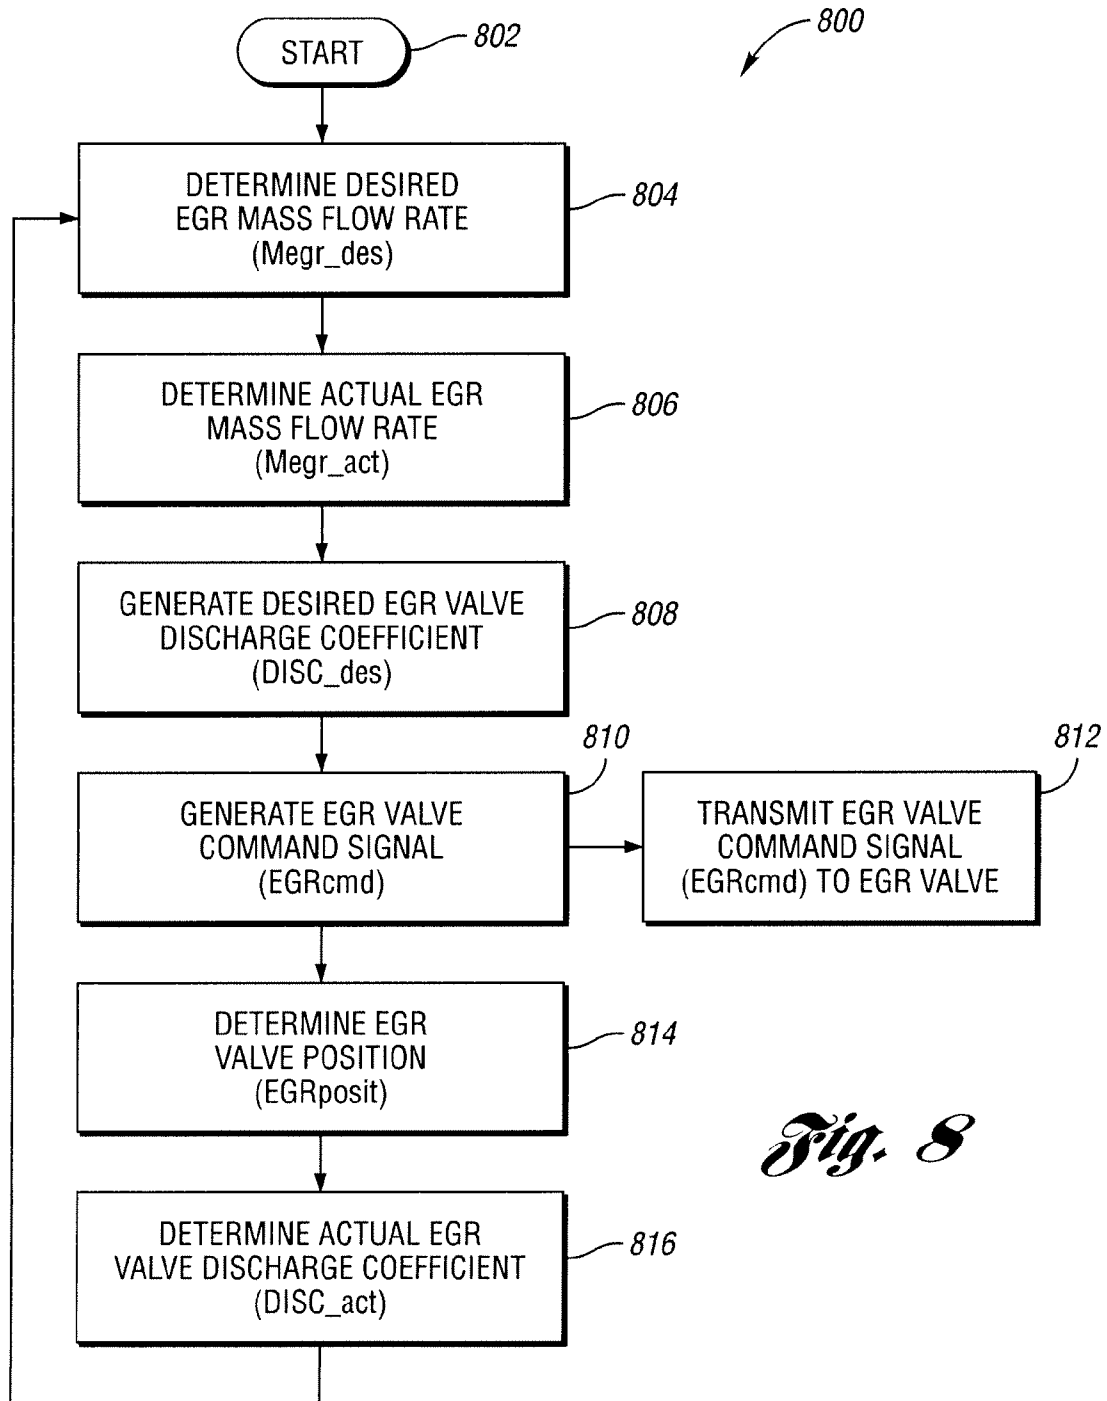 800
START
802
DETERMINE DESIRED
EGR MASS FLOW RATE
(Megr_des)
804
DETERMINE ACTUAL EGR
MASS FLOW RATE
(Megr_act)
806
GENERATE DESIRED EGR VALVE
DISCHARGE COEFFICIENT
(DISC_des)
808
GENERATE EGR VALVE
COMMAND SIGNAL
(EGRcmd)
810
TRANSMIT EGR VALVE
COMMAND SIGNAL
(EGRcmd) TO EGR VALVE
812
DETERMINE EGR
VALVE POSITION
(EGRposit)
814
DETERMINE ACTUAL EGR
VALVE DISCHARGE COEFFICIENT
(DISC_act)
816
Fig. 8